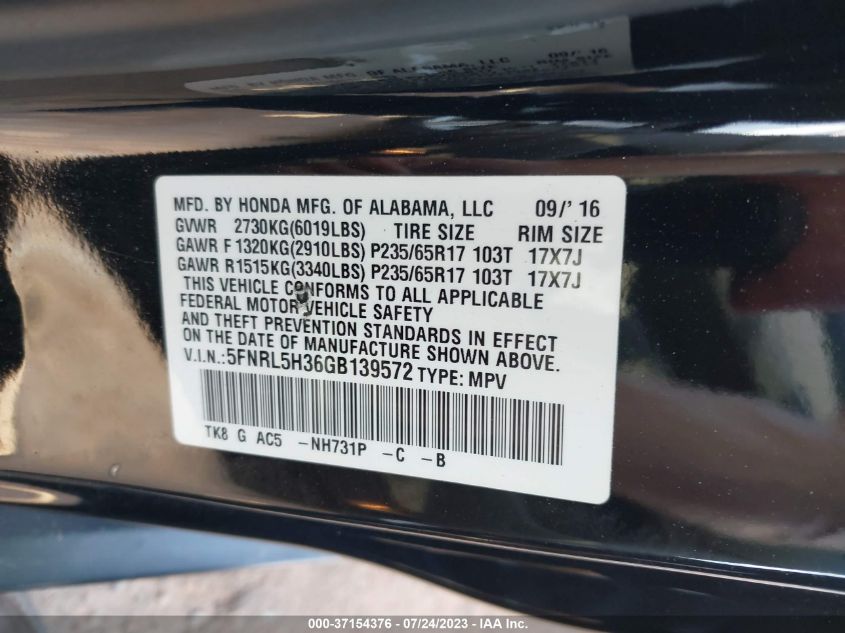 MFD. BY HONDA MFG. OF ALABAMA, LLC 09/' 16
GVWR 2730KG(6019LBS) TIRE SIZE RIM SIZE
GAWR F 1320KG(2910LBS) P235/65R17 103T 17X7J
GAWR R1515KG(3340LBS) P235/65R17 103T 17X7J
THIS VEHICLE CONFORMS TO ALL APPLICABLE
FEDERAL MOTOR VEHICLE SAFETY
AND THEFT PREVENTION STANDARDS IN EFFECT
ON THE DATE OF MANUFACTURE SHOWN ABOVE.
V.I.N.:5FNRL5H36GB139572 TYPE: MPV
TK8 G AC5 -NH731P -C -B
000-37154376 / 07/24/2023 - IAA Inc.